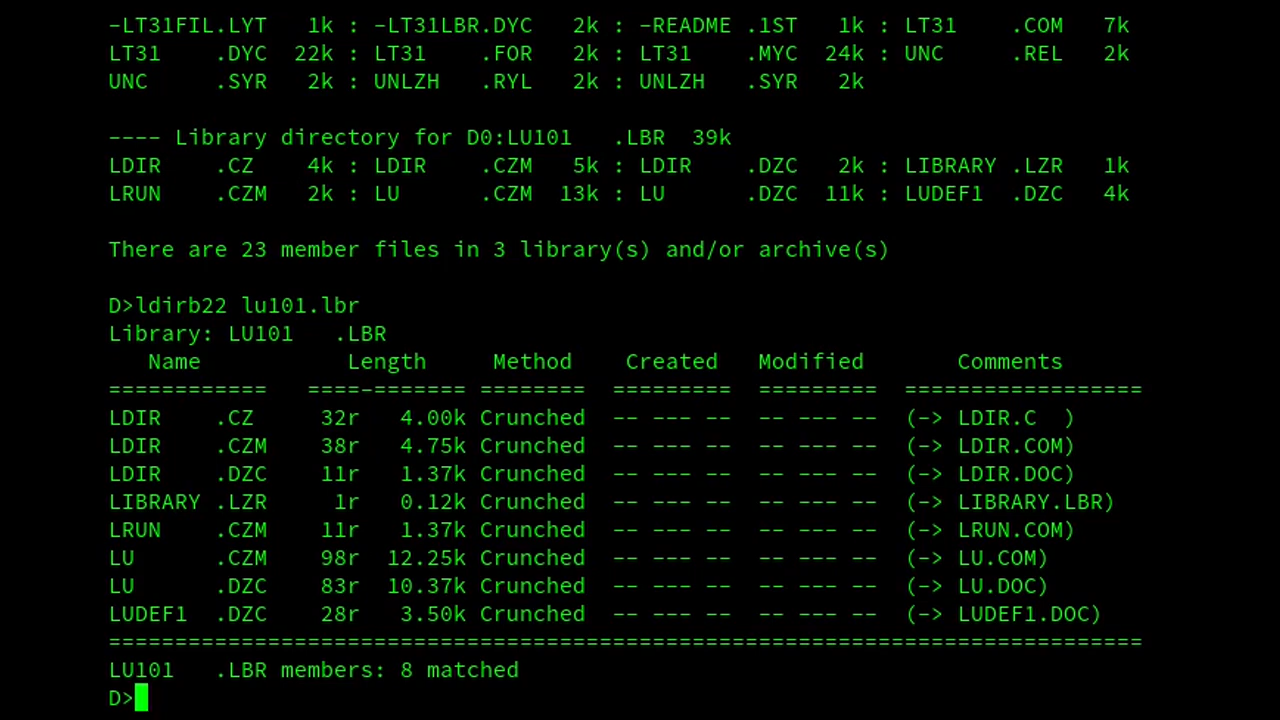 -LT31FIL.LYT   1k : -LT31LBR.DYC   2k : -README .1ST   1k : LT31    .COM   7k
LT31    .DYC  22k : LT31    .FOR   2k : LT31    .MYC  24k : UNC     .REL   2k
UNC     .SYR   2k : UNLZH   .RYL   2k : UNLZH   .SYR   2k

---- Library directory for D0:LU101   .LBR  39k
LDIR    .CZ    4k : LDIR    .CZM   5k : LDIR    .DZC   2k : LIBRARY .LZR   1k
LRUN    .CZM   2k : LU      .CZM  13k : LU      .DZC  11k : LUDEF1  .DZC   4k

There are 23 member files in 3 library(s) and/or archive(s)

D>ldirb22 lu101.lbr
Library: LU101   .LBR
   Name           Length     Method    Created   Modified       Comments
============   ====-======= ========  =========  =========  ==================
LDIR    .CZ     32r   4.00k Crunched  -- --- --  -- --- --  (-> LDIR.C  )
LDIR    .CZM    38r   4.75k Crunched  -- --- --  -- --- --  (-> LDIR.COM)
LDIR    .DZC    11r   1.37k Crunched  -- --- --  -- --- --  (-> LDIR.DOC)
LIBRARY .LZR     1r   0.12k Crunched  -- --- --  -- --- --  (-> LIBRARY.LBR)
LRUN    .CZM    11r   1.37k Crunched  -- --- --  -- --- --  (-> LRUN.COM)
LU      .CZM    98r  12.25k Crunched  -- --- --  -- --- --  (-> LU.COM)
LU      .DZC    83r  10.37k Crunched  -- --- --  -- --- --  (-> LU.DOC)
LUDEF1  .DZC    28r   3.50k Crunched  -- --- --  -- --- --  (-> LUDEF1.DOC)
==============================================================================
LU101   .LBR members: 8 matched
D>